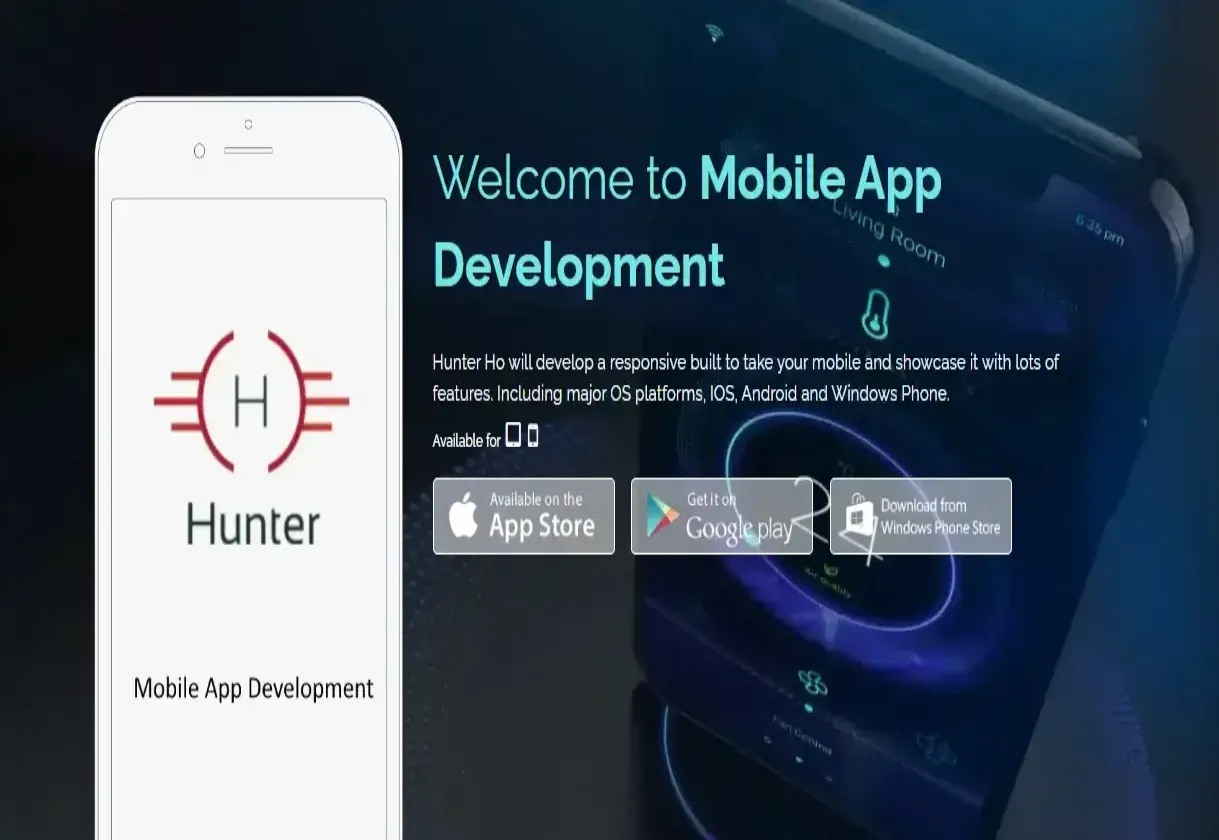 Welcome to Mobile App
Development
Living Room
6:35 pm
H
Hunter
Mobile App Development
Hunter Ho will develop a responsive built to take your mobile and showcase it with lots of
features. Including major OS platforms, IOS, Android and Windows Phone.
Available for
Available on the
App Store
Get it on
Google play
Download from
Windows Phone Store
24
Air quality
Fan Control